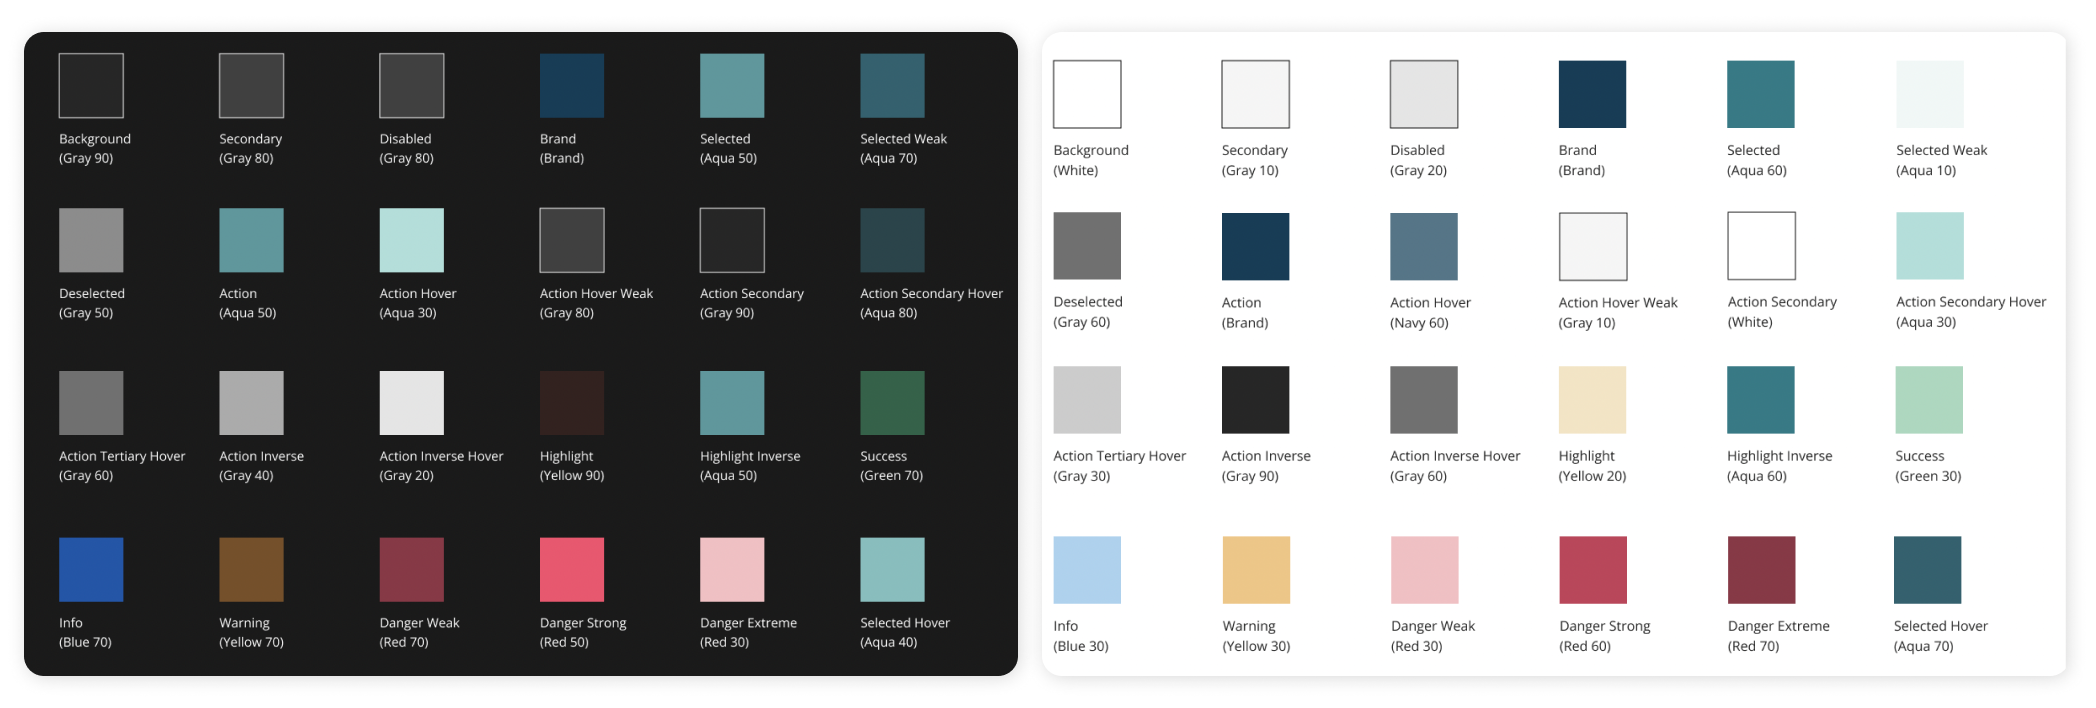 Background
(Gray 90)
Secondary
(Gray 80)
Disabled
(Gray 80)
Brand
(Brand)
Selected
(Aqua 50)
Selected Weak
(Aqua 70)
Deselected
(Gray 50)
Action
(Aqua 50)
Action Hover
(Aqua 30)
Action Hover Weak
(Gray 80)
Action Secondary
(Gray 90)
Action Secondary Hover
(Aqua 80)
Action Tertiary Hover
(Gray 60)
Action Inverse
(Gray 40)
Action Inverse Hover
(Gray 20)
Highlight
(Yellow 90)
Highlight Inverse
(Aqua 50)
Success
(Green 70)
Info
(Blue 70)
Warning
(Yellow 70)
Danger Weak
(Red 70)
Danger Strong
(Red 50)
Danger Extreme
(Red 30)
Selected Hover
(Aqua 40)
Background
(White)
Secondary
(Gray 10)
Disabled
(Gray 20)
Brand
(Brand)
Selected
(Aqua 60)
Selected Weak
(Aqua 10)
Deselected
(Gray 60)
Action
(Brand)
Action Hover
(Navy 60)
Action Hover Weak
(Gray 10)
Action Secondary
(White)
Action Secondary Hover
(Aqua 30)
Action Tertiary Hover
(Gray 30)
Action Inverse
(Gray 90)
Action Inverse Hover
(Gray 60)
Highlight
(Yellow 20)
Highlight Inverse
(Aqua 60)
Success
(Green 30)
Info
(Blue 30)
Warning
(Yellow 30)
Danger Weak
(Red 30)
Danger Strong
(Red 60)
Danger Extreme
(Red 70)
Selected Hover
(Aqua 70)